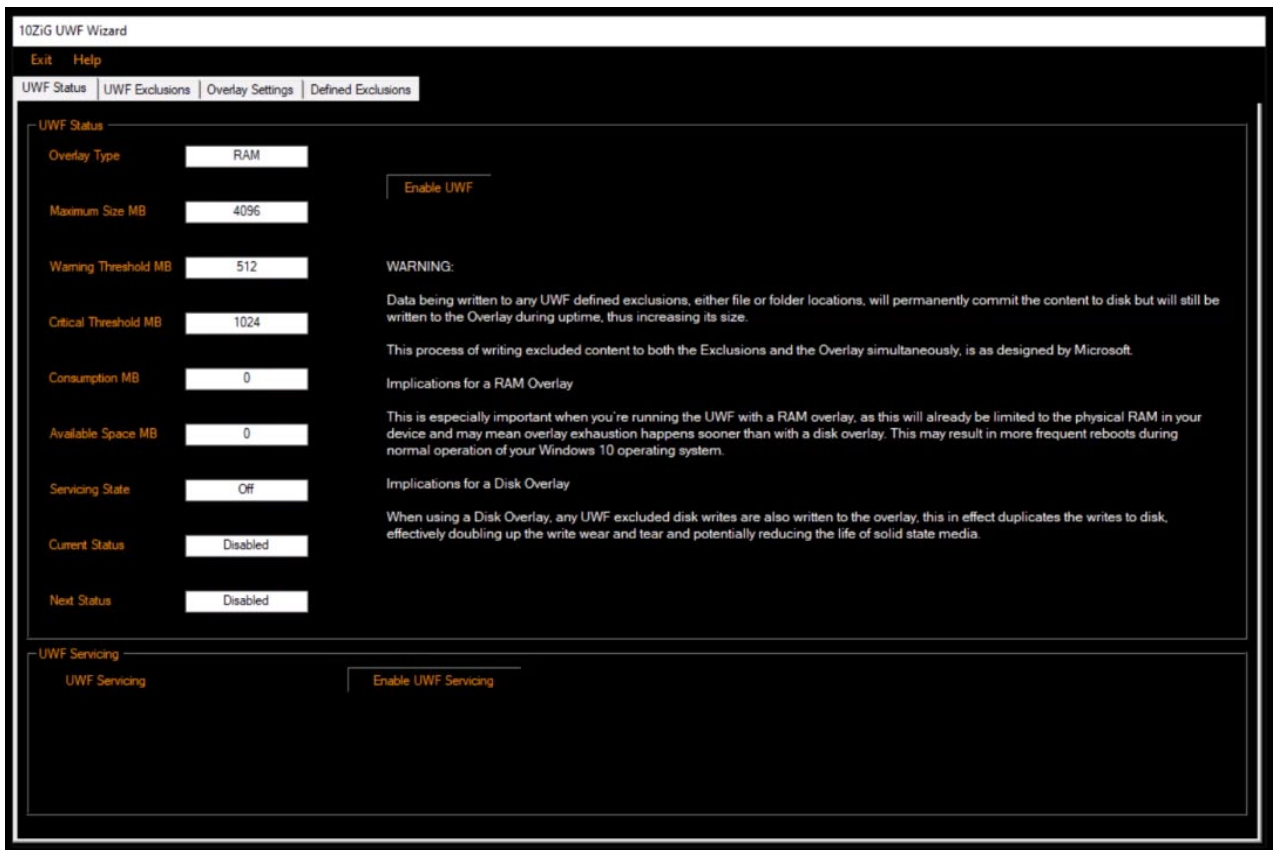 10ZiG UWF Wizard
Exit Help
UWF Status UWF Exclusions Overlay Settings Defined Exclusions
UWF Status
Overlay Type RAM
Enable UWF
Maximum Size MB 4096
Warning Threshold MB 512
Critical Threshold MB 1024
Consumption MB 0
Available Space MB 0
Servicing State Off
Current Status Disabled
Next Status Disabled
WARNING:
Data being written to any UWF defined exclusions, either file or folder locations, will permanently commit the content to disk but will still be
written to the Overlay during uptime, thus increasing its size.
This process of writing excluded content to both the Exclusions and the Overlay simultaneously, is as designed by Microsoft.
Implications for a RAM Overlay
This is especially important when you're running the UWF with a RAM overlay, as this will already be limited to the physical RAM in your
device and may mean overlay exhaustion happens sooner than with a disk overlay. This may result in more frequent reboots during
normal operation of your Windows 10 operating system.
Implications for a Disk Overlay
When using a Disk Overlay, any UWF excluded disk writes are also written to the overlay, this in effect duplicates the writes to disk,
effectively doubling up the write wear and tear and potentially reducing the life of solid state media.
UWF Servicing
UWF Servicing Enable UWF Servicing